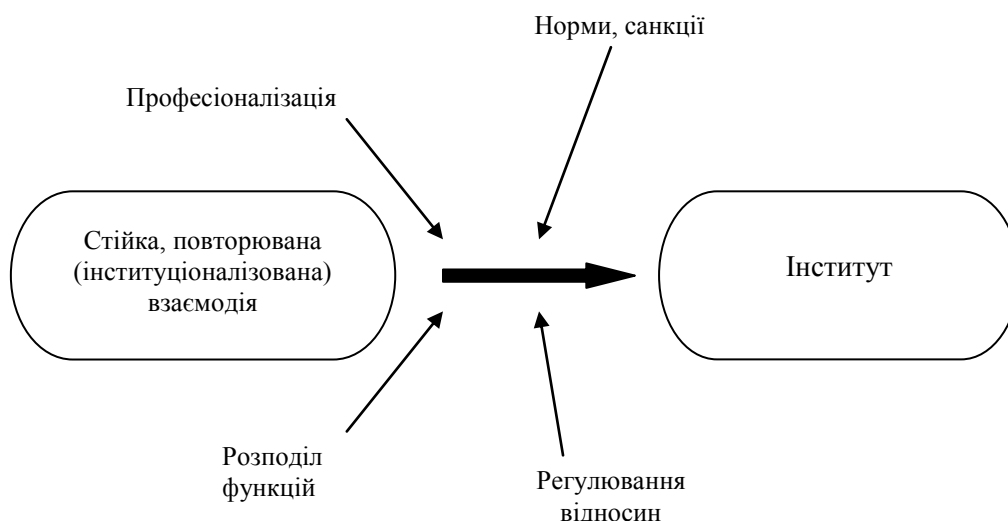 Норми, санкції
Професіоналізація
Стійка, повторювана
(інституціоналізована)
взаємодія
Інститут
Розподіл
функцій
Регулювання
відносин